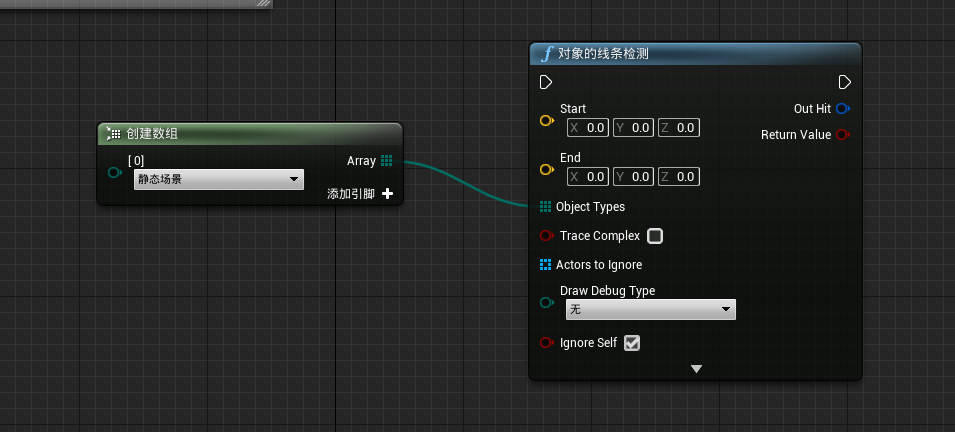 创建数组
[ 0]
静态场景
Array
添加引脚
f 对象的线条检测
Start
X 0.0 Y 0.0 Z 0.0
End
X 0.0 Y 0.0 Z 0.0
Object Types
Trace Complex
Actors to Ignore
Draw Debug Type
无
Ignore Self
Out Hit
Return Value